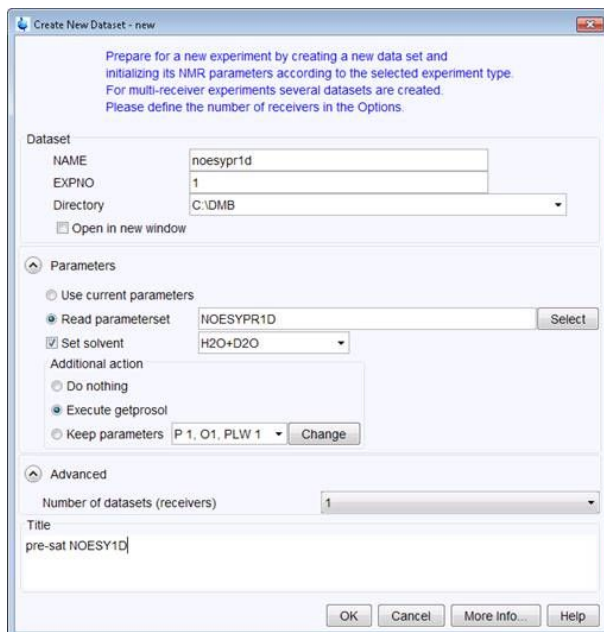 Create New Dataset - new
Prepare for a new experiment by creating a new data set and
initializing its NMR parameters according to the selected experiment type.
For multi-receiver experiments several datasets are created.
Please define the number of receivers in the Options.
Dataset
NAME noesypr1d
EXPNO 1
Directory C:\DMB
Open in new window
Parameters
Use current parameters
Read parameterset NOESYPR1D Select
Set solvent H2O+D2O
Additional action
Do nothing
Execute getprosol
Keep parameters P 1, O1, PLW 1 Change
Advanced
Number of datasets (receivers) 1
Title
pre-sat NOESY1D
OK Cancel More Info... Help